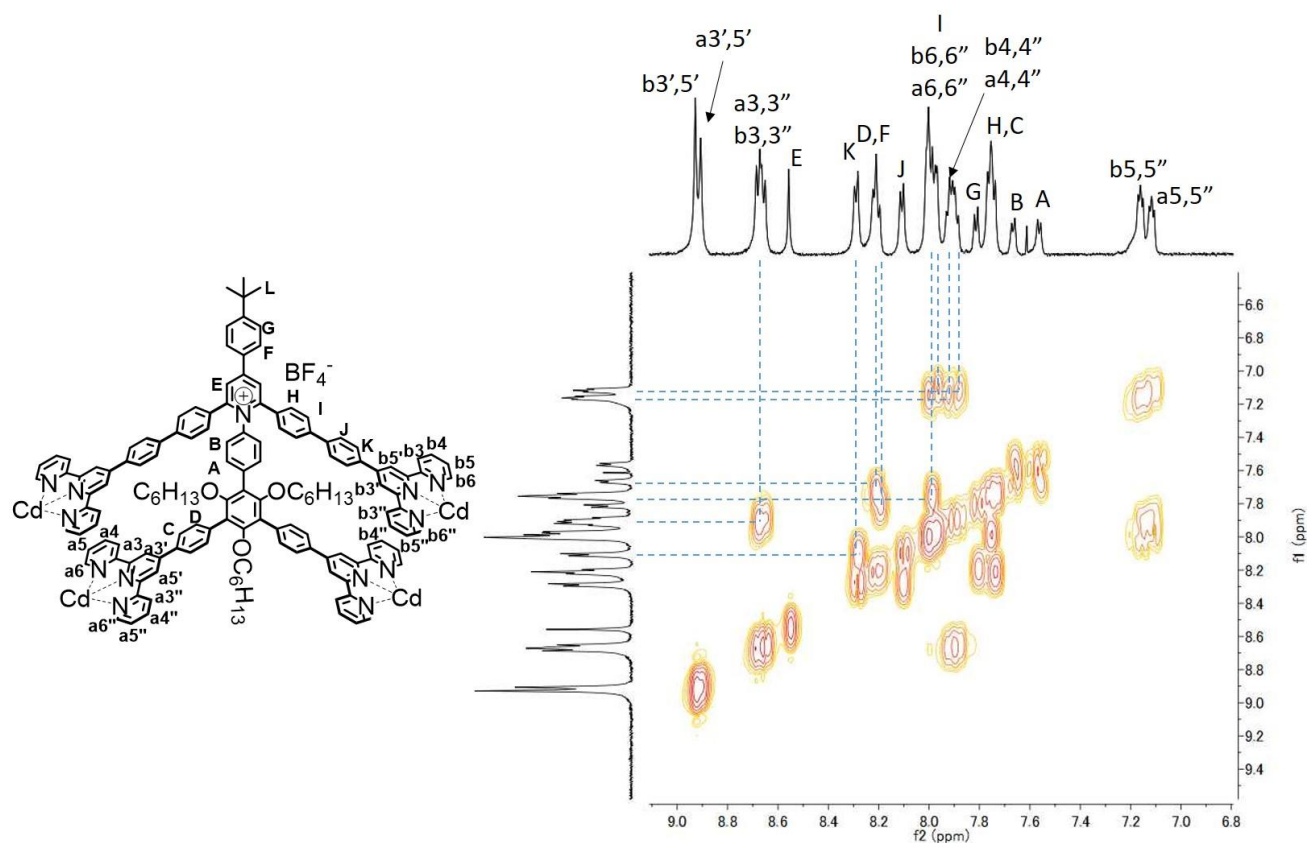 I
a3’,5’
b6,6”
b4,4”
b3’,5’
a3,3”
a6,6”
a4,4”
b3,3”
D,F
H,C
E
K
J
G
B
A
b5,5”
a5,5”
L
G
F
E
BF4-
+
N
H
I
J
K
B
A
b5'
b3
b4
b5
b6
b3'
N
N
N
N
N
N
Cd
Cd
C6H13O
OC6H13
b3"
b6"
b4"
b5"
D
C
a5
a4
a3
a3'
a6
a5'
a3"
a4"
a6"
a5"
N
N
N
N
N
N
Cd
Cd
O
C6H13
6.6
6.8
7.0
7.2
7.4
7.6
7.8
8.0
8.2
8.4
8.6
8.8
9.0
9.2
9.4
f1 (ppm)
9.0 8.8 8.6 8.4 8.2 8.0 7.8 7.6 7.4 7.2 7.0 6.8
f2 (ppm)